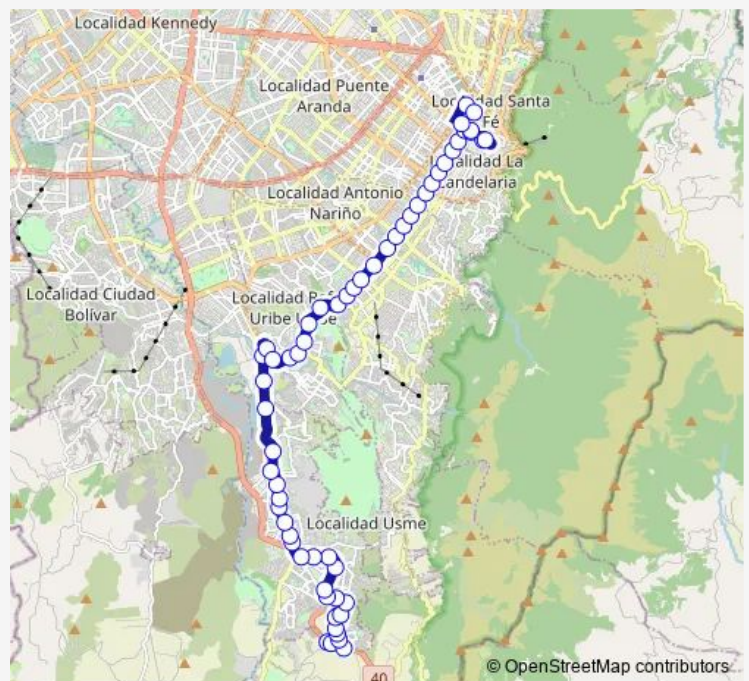 Localidad Kennedy
Localidad Puente
Aranda
Localidad Santa
Fé
Localidad La
Candelaria
Localidad Antonio
Nariño
Localidad Ciudad
Bolívar
Localidad
Uribe
Localidad Usme
40
© OpenStreetMap contributors